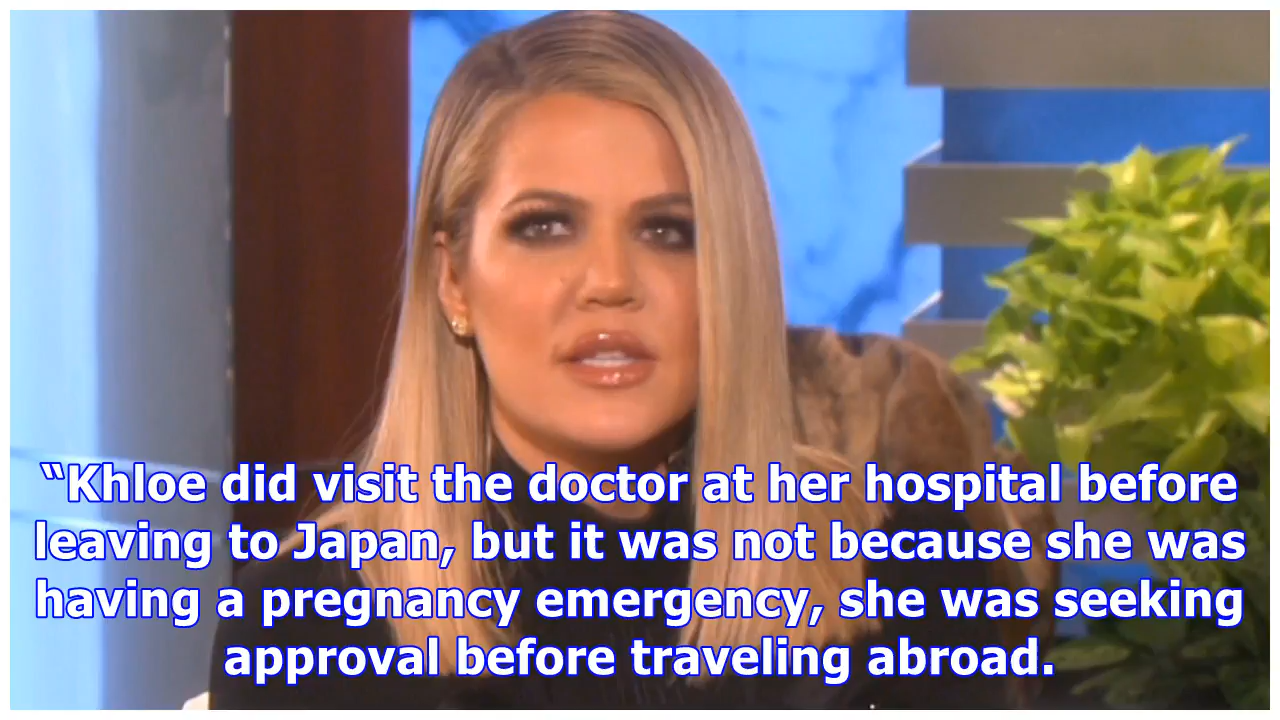 “Khloe did visit the doctor at her hospital before
leaving to Japan, but it was not because she was
having a pregnancy emergency, she was seeking
approval before traveling abroad.